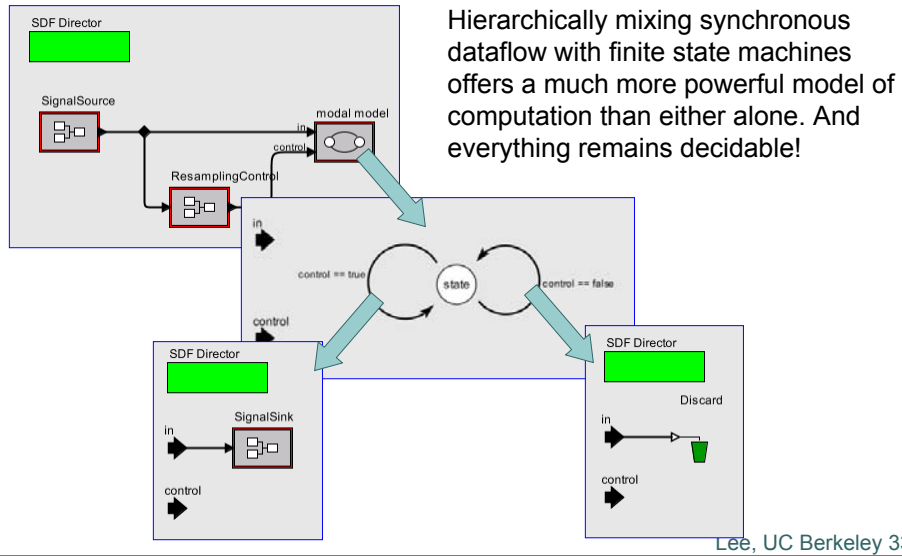 SDF Director
Hierarchically mixing synchronous
dataflow with finite state machines
offers a much more powerful model of
computation than either alone. And
everything remains decidable!
SignalSource
modal model
in
control
ResamplingControl
in
control == true
state
control == false
control
SDF Director
SignalSink
in
control
SDF Director
Discard
in
control
Lee, UC Berkeley 33